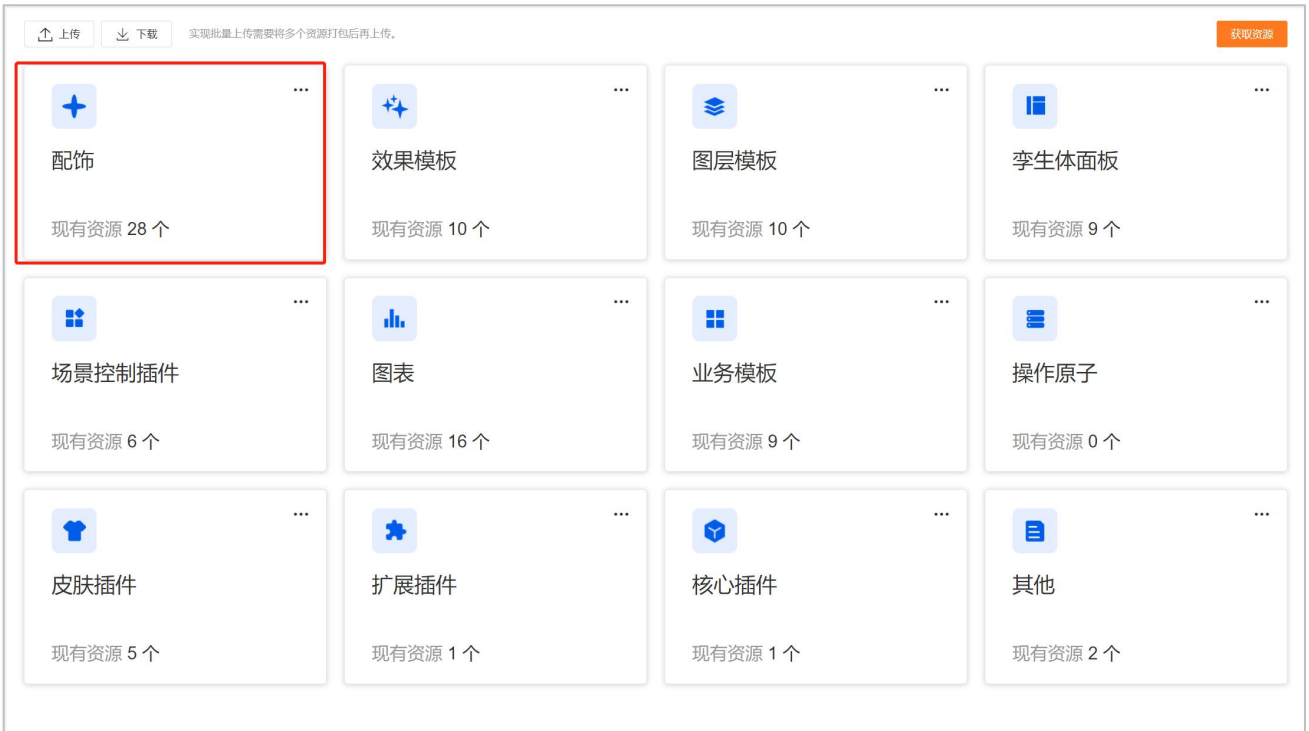 上传 下载 实现批量上传需要将多个资源打包后再上传。 获取资源
配饰 效果模板 图层模板 孪生体面板
现有资源 28 个 现有资源 10 个 现有资源 10 个 现有资源 9 个
场景控制插件 图表 业务模板 操作原子
现有资源 6 个 现有资源 16 个 现有资源 9 个 现有资源 0 个
皮肤插件 扩展插件 核心插件 其他
现有资源 5 个 现有资源 1 个 现有资源 1 个 现有资源 2 个